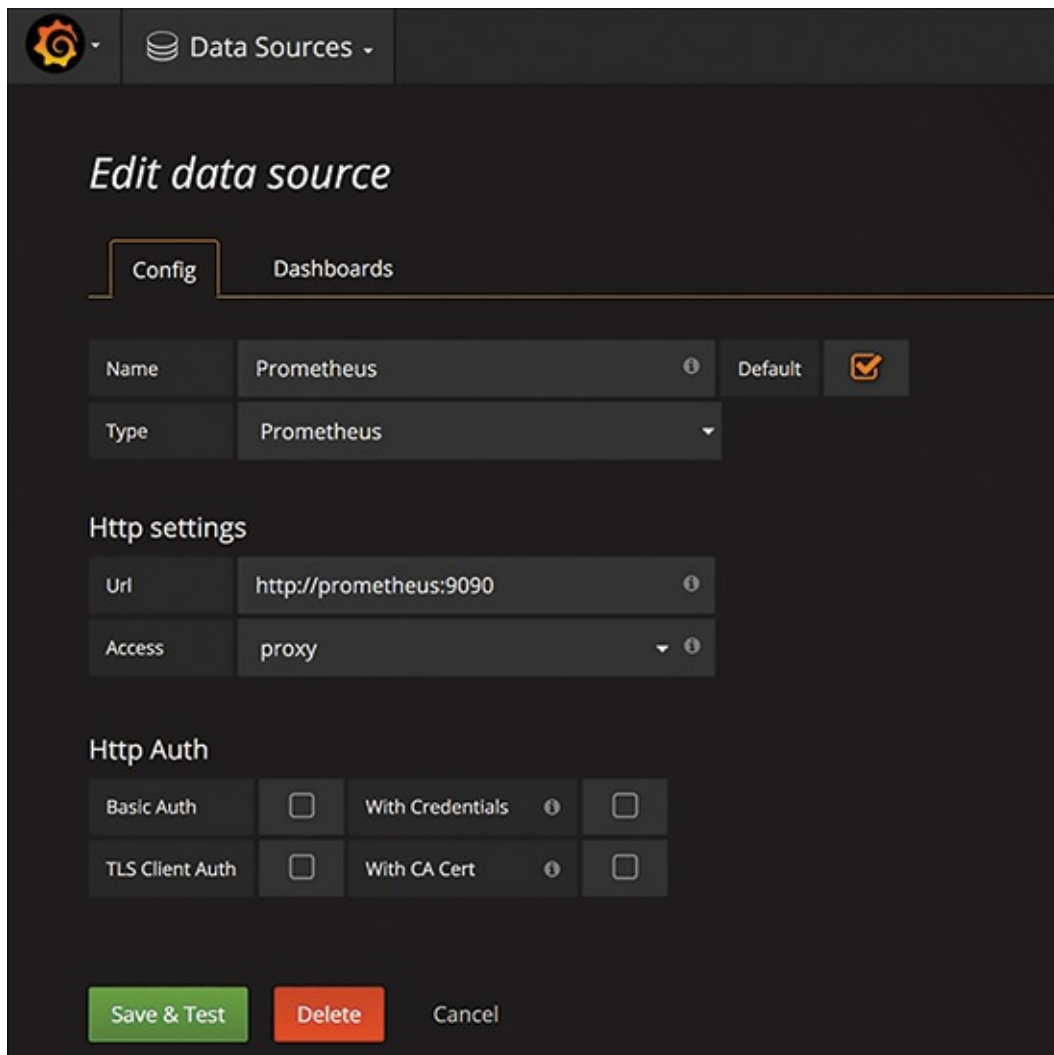 Data Sources
Edit data source
Config Dashboards
Name Prometheus Default
Type Prometheus
Http settings
Url http://prometheus:9090
Access proxy
Http Auth
Basic Auth With Credentials
TLS Client Auth With CA Cert
Save & Test Delete Cancel